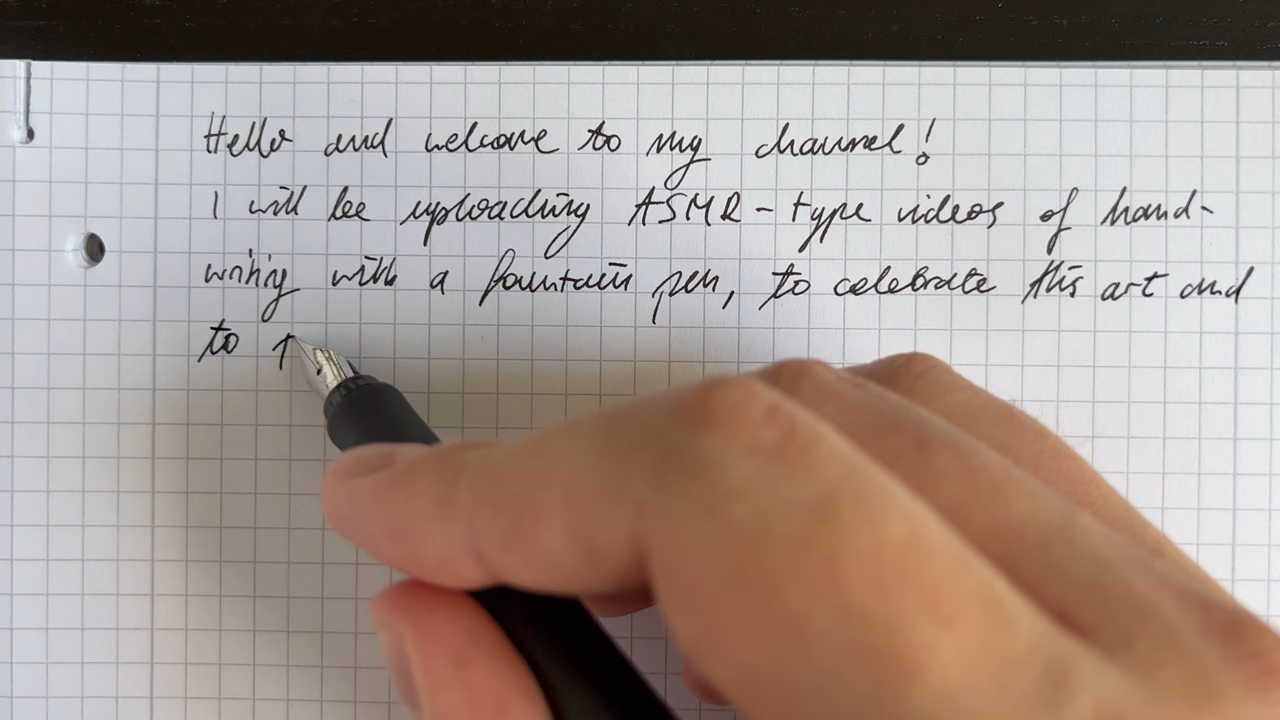 Hello and welcome to my channel!
I will be uploading ASMR-type videos of hand-
writing with a fountain pen, to celebrate this art and
to